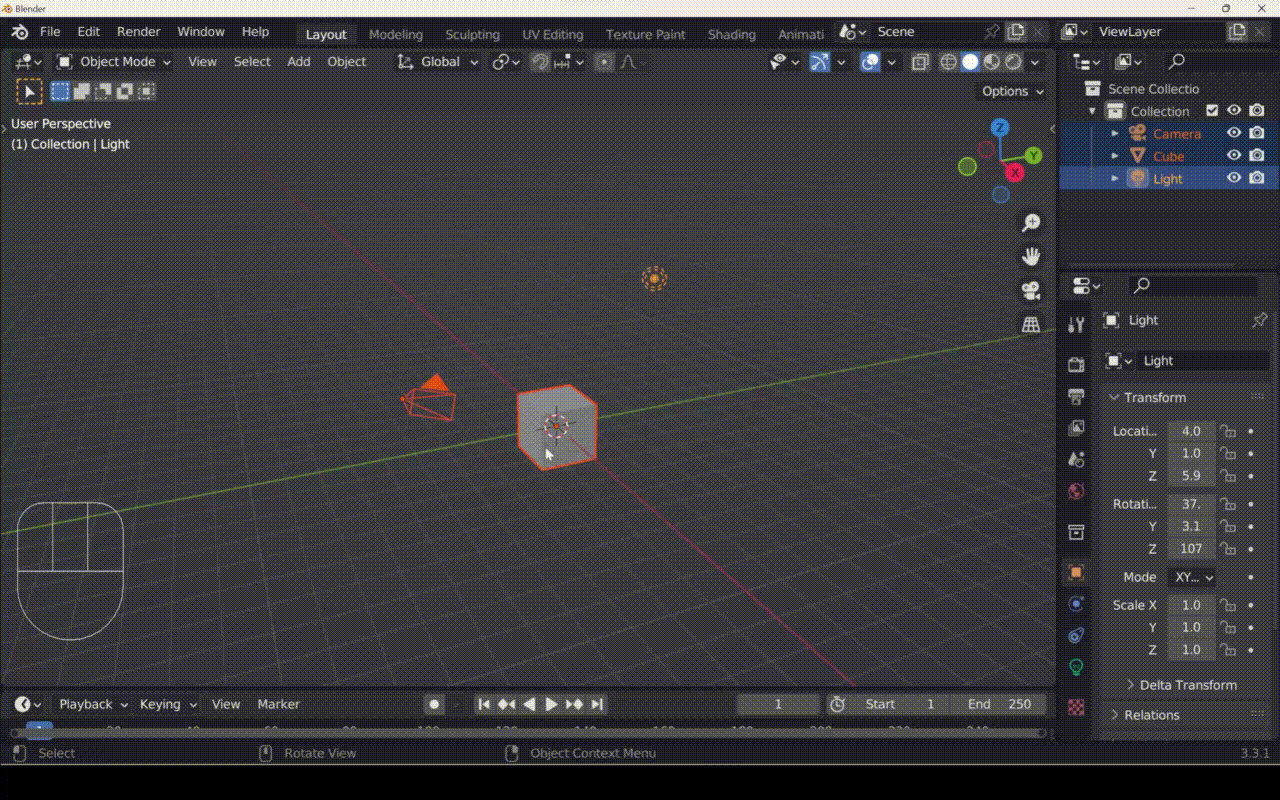 Blender
File Edit Render Window Help Layout Modeling Sculpting UV Editing Texture Paint Shading Animati Scene ViewLayer
Object Mode View Select Add Object Global
Options
User Perspective
(1) Collection | Light
Z
Y
X
Scene Collectio
Collection
Camera
Cube
Light
Light
Light
Transform
Locati... 4.0
Y 1.0
Z 5.9
Rotati... 37.
Y 3.1
Z 107
Mode XY...
Scale X 1.0
Y 1.0
Z 1.0
Delta Transform
Relations
Playback Keying View Marker 1 Start 1 End 250
Select Rotate View Object Context Menu 3.3.1